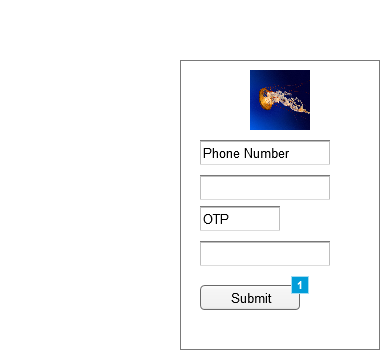 Phone Number
OTP
Submit
1